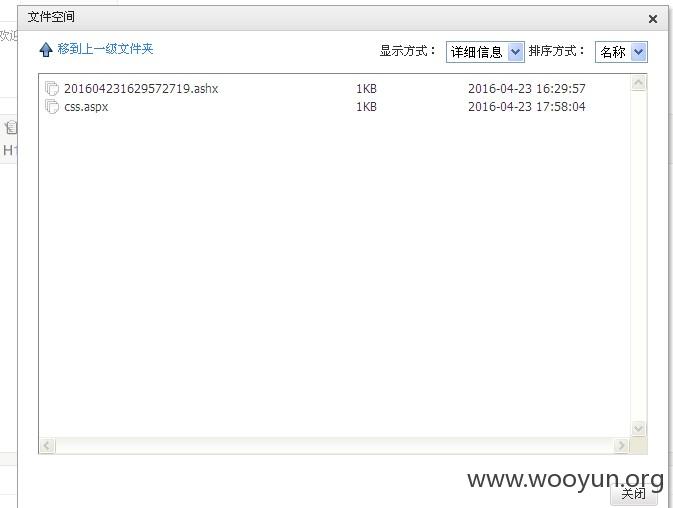 文件空间
欢迎
移到上一级文件夹 显示方式： 详细信息 排序方式： 名称
201604231629572719.ashx 1KB 2016-04-23 16:29:57
css.aspx 1KB 2016-04-23 17:58:04
H1
www.wooyun.org
关闭